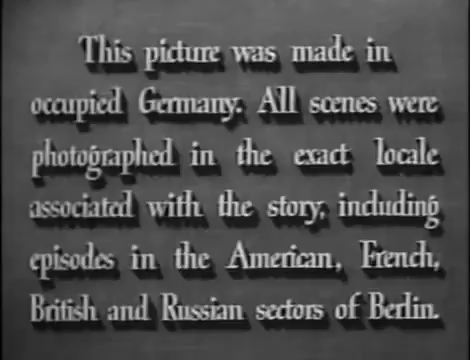 This picture was made in
occupied Germany. All scenes were
photographed in the exact locale
associated with the story, including
episodes in the American, French,
British and Russian sectors of Berlin.